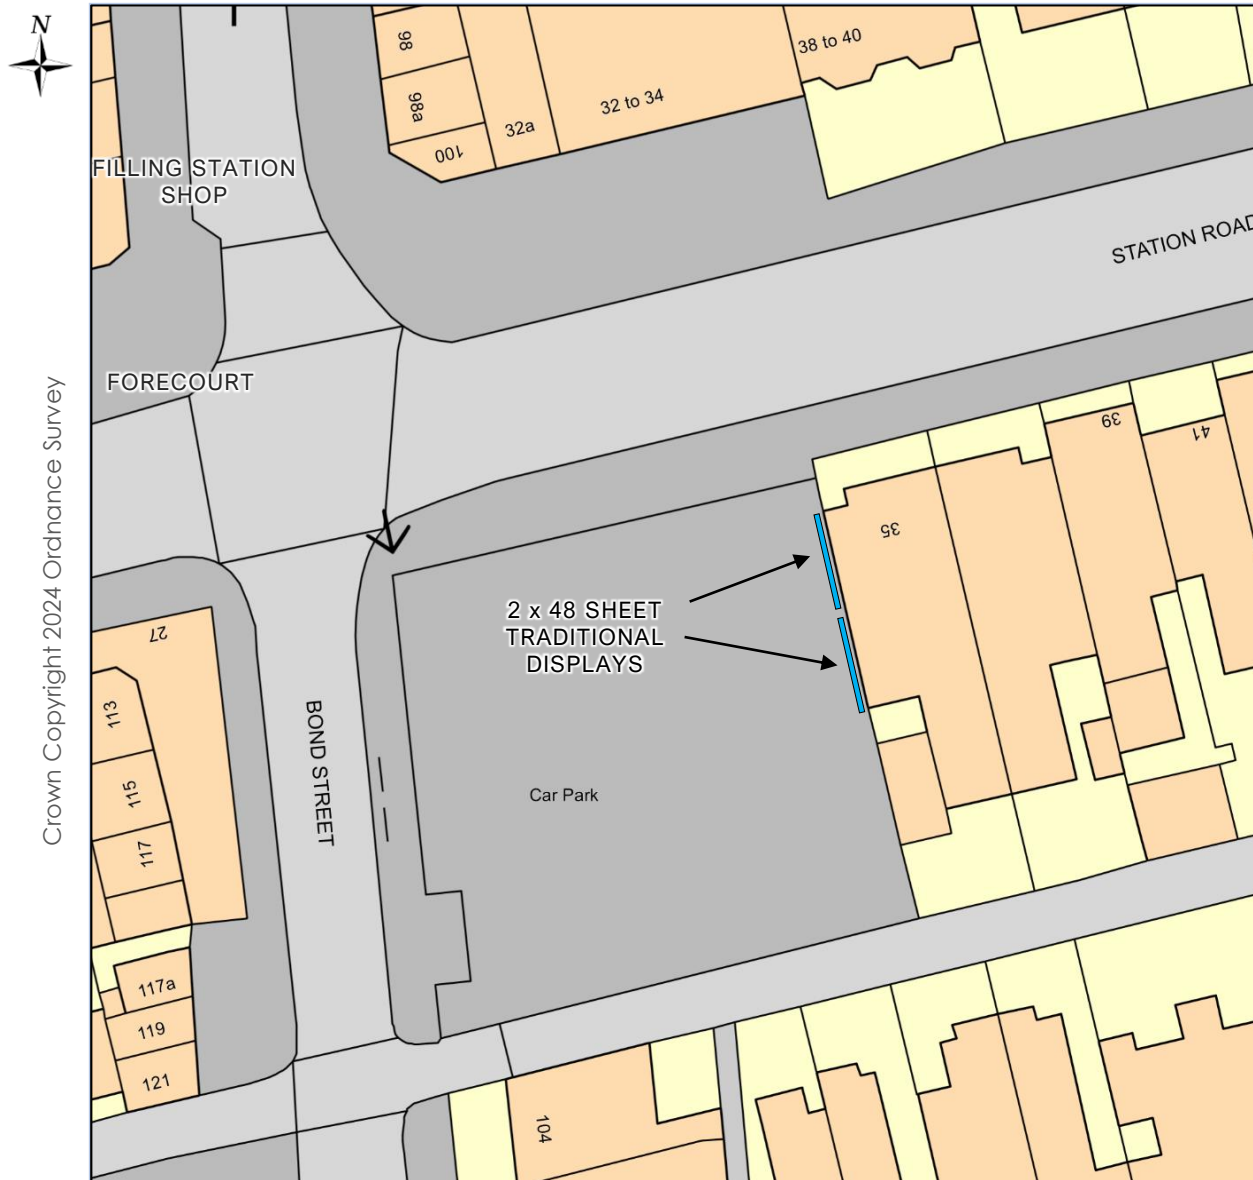 N
98
98a
100
32a
32 to 34
38 to 40
FILLING STATION
SHOP
STATION ROAD
FORECOURT
39
41
35
2 x 48 SHEET
TRADITIONAL
DISPLAYS
27
113
115
117
BOND STREET
Car Park
117a
119
121
104
Crown Copyright 2024 Ordnance Survey